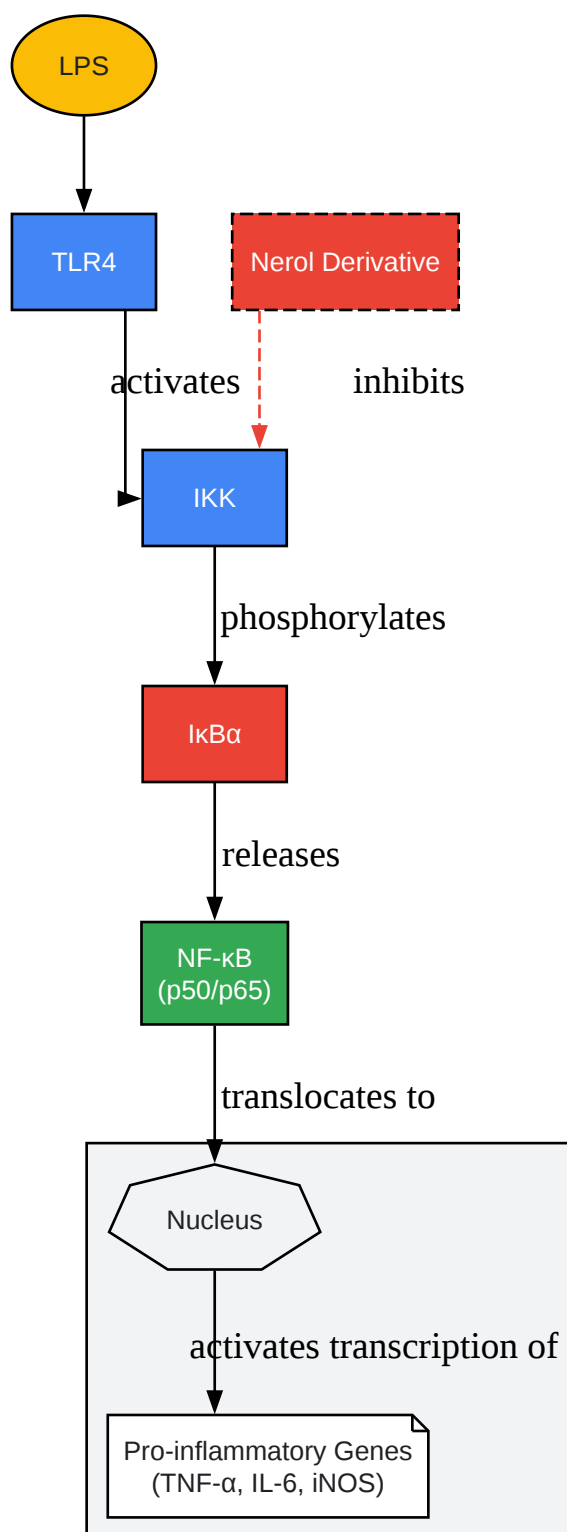 LPS
TLR4
Nerol Derivative
activates
inhibits
IKK
phosphorylates
IκBα
releases
NF-κB
(p50/p65)
translocates to
Nucleus
activates transcription of
Pro-inflammatory Genes
(TNF-α, IL-6, iNOS)